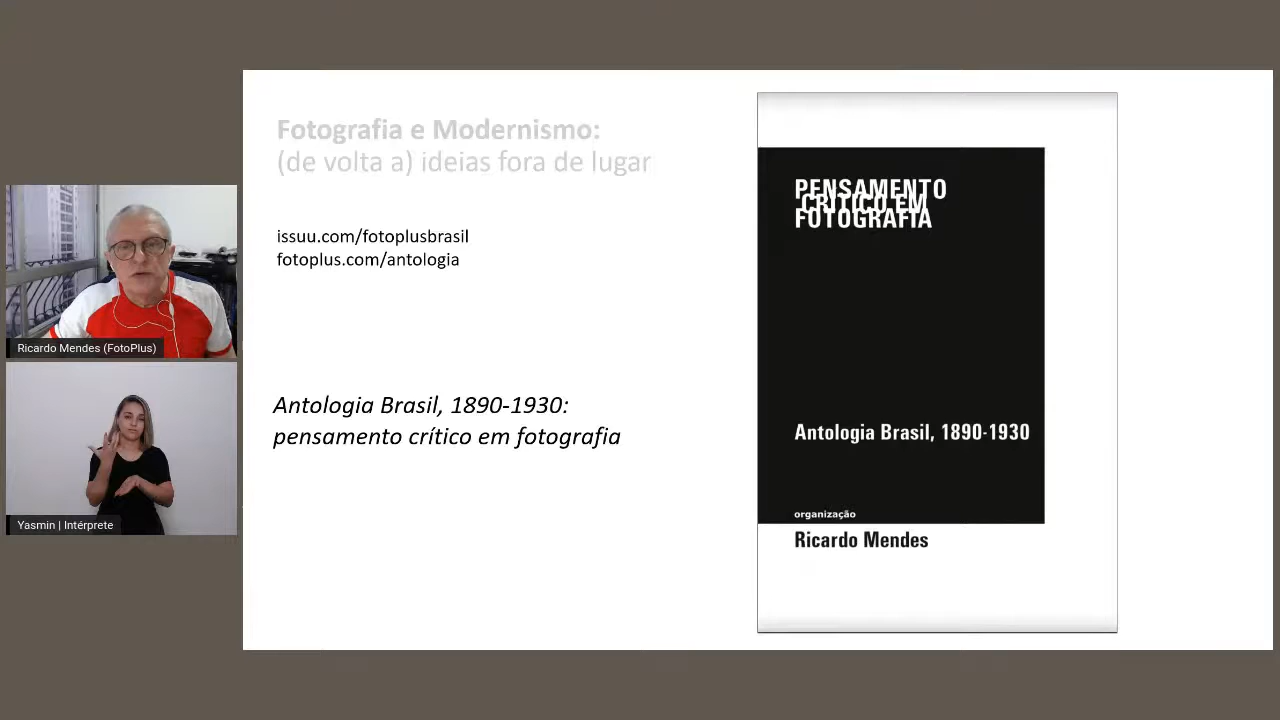 Fotografia e Modernismo:
(de volta a) ideias fora de lugar
issuu.com/fotoplusbrasil
fotoplus.com/antologia
Antologia Brasil, 1890-1930:
pensamento crítico em fotografia
PENSAMENTO
CRÍTICO EM
FOTOGRAFIA
Antologia Brasil, 1890-1930
organização
Ricardo Mendes
Ricardo Mendes (FotoPlus)
Yasmin | Intérprete